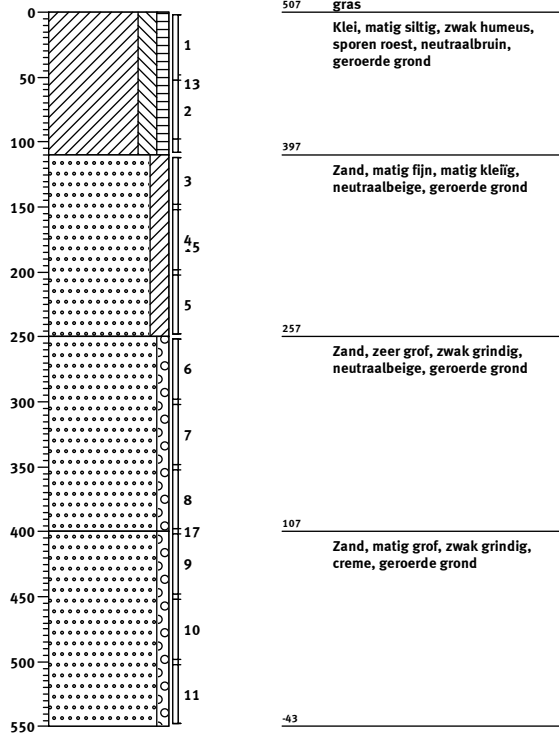 507 gras
0
Klei, matig siltig, zwak humeus,
sporen roest, neutraalbruin,
geroerde grond
1
50
13
2
100
397
Zand, matig fijn, matig kleiïg,
neutraalbeige, geroerde grond
3
150
4
200
5
250
257
Zand, zeer grof, zwak grindig,
neutraalbeige, geroerde grond
6
300
7
350
8
400
17
107
Zand, matig grof, zwak grindig,
creme, geroerde grond
9
450
10
500
11
550
-43